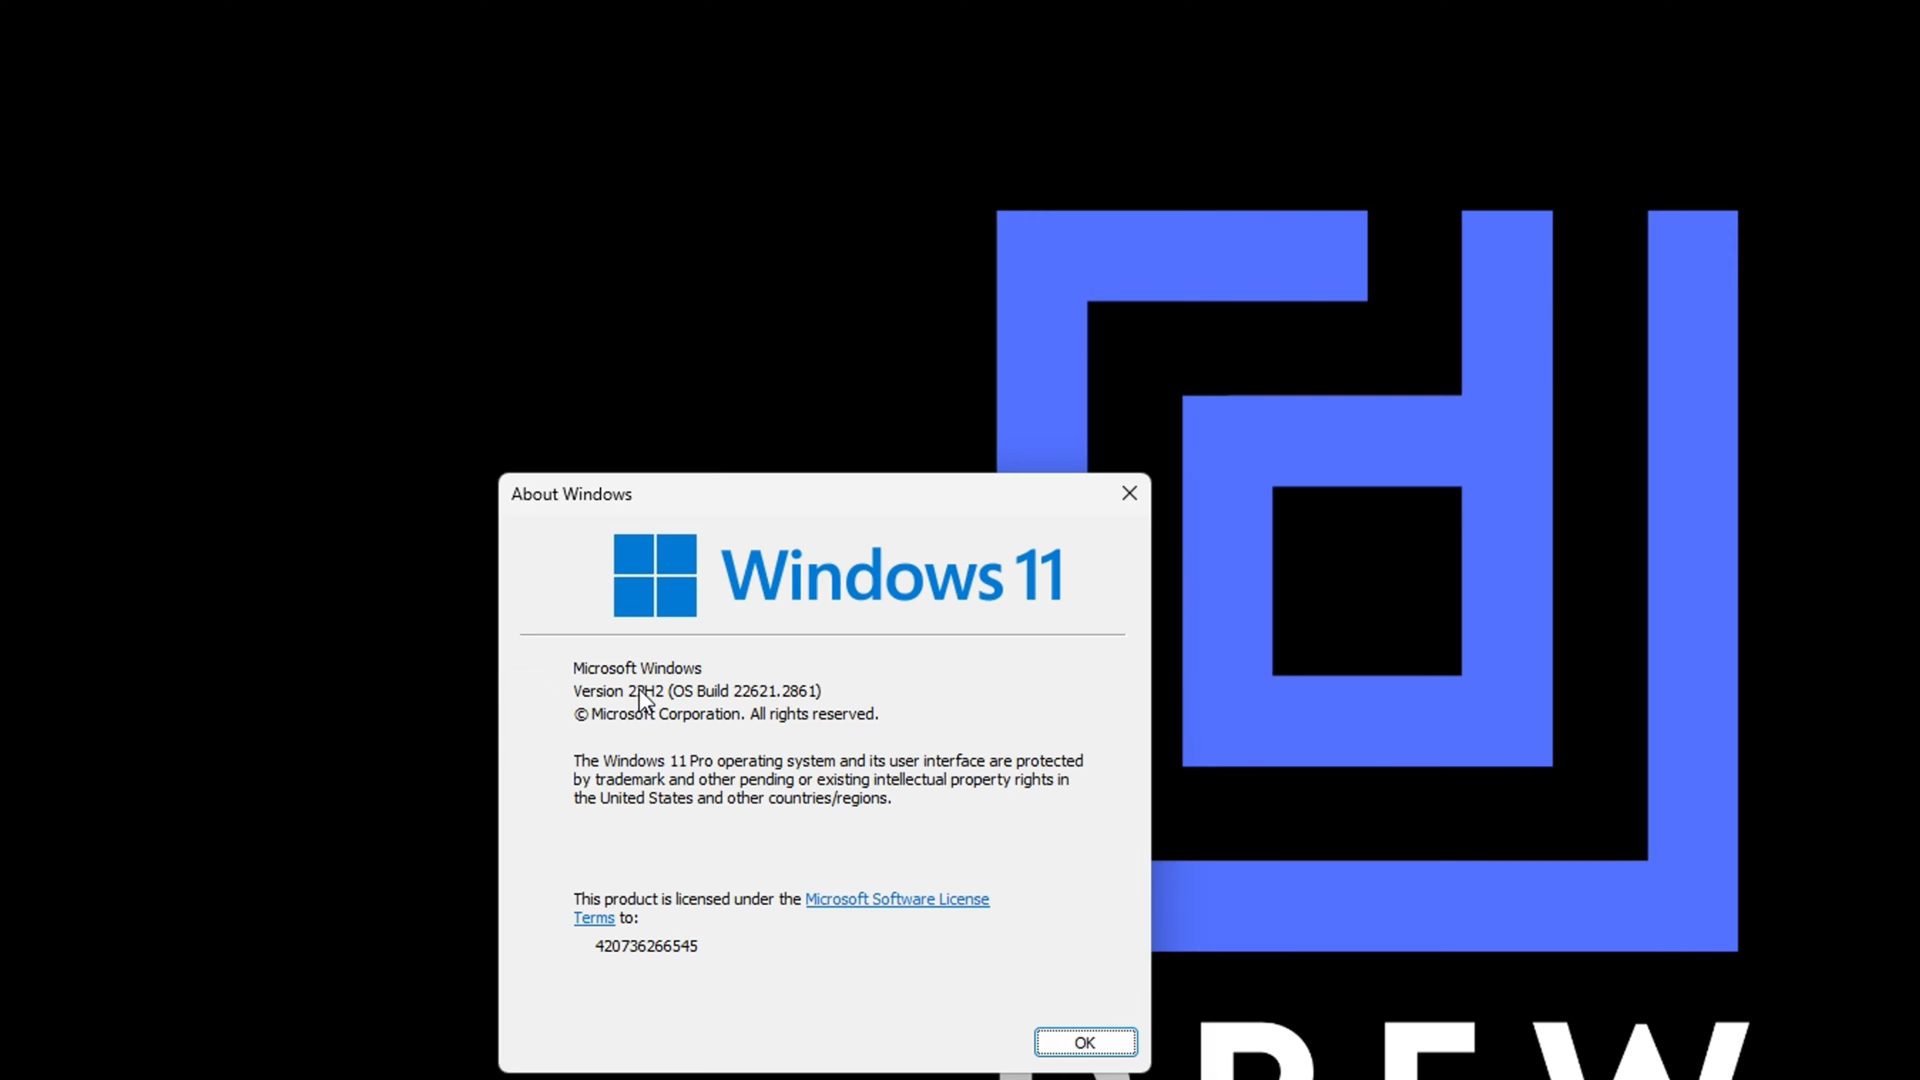 About Windows
Windows 11
Microsoft Windows
Version 22H2 (OS Build 22621.2861)
© Microsoft Corporation. All rights reserved.
The Windows 11 Pro operating system and its user interface are protected
by trademark and other pending or existing intellectual property rights in
the United States and other countries/regions.
This product is licensed under the Microsoft Software License
Terms to:
420736266545
OK